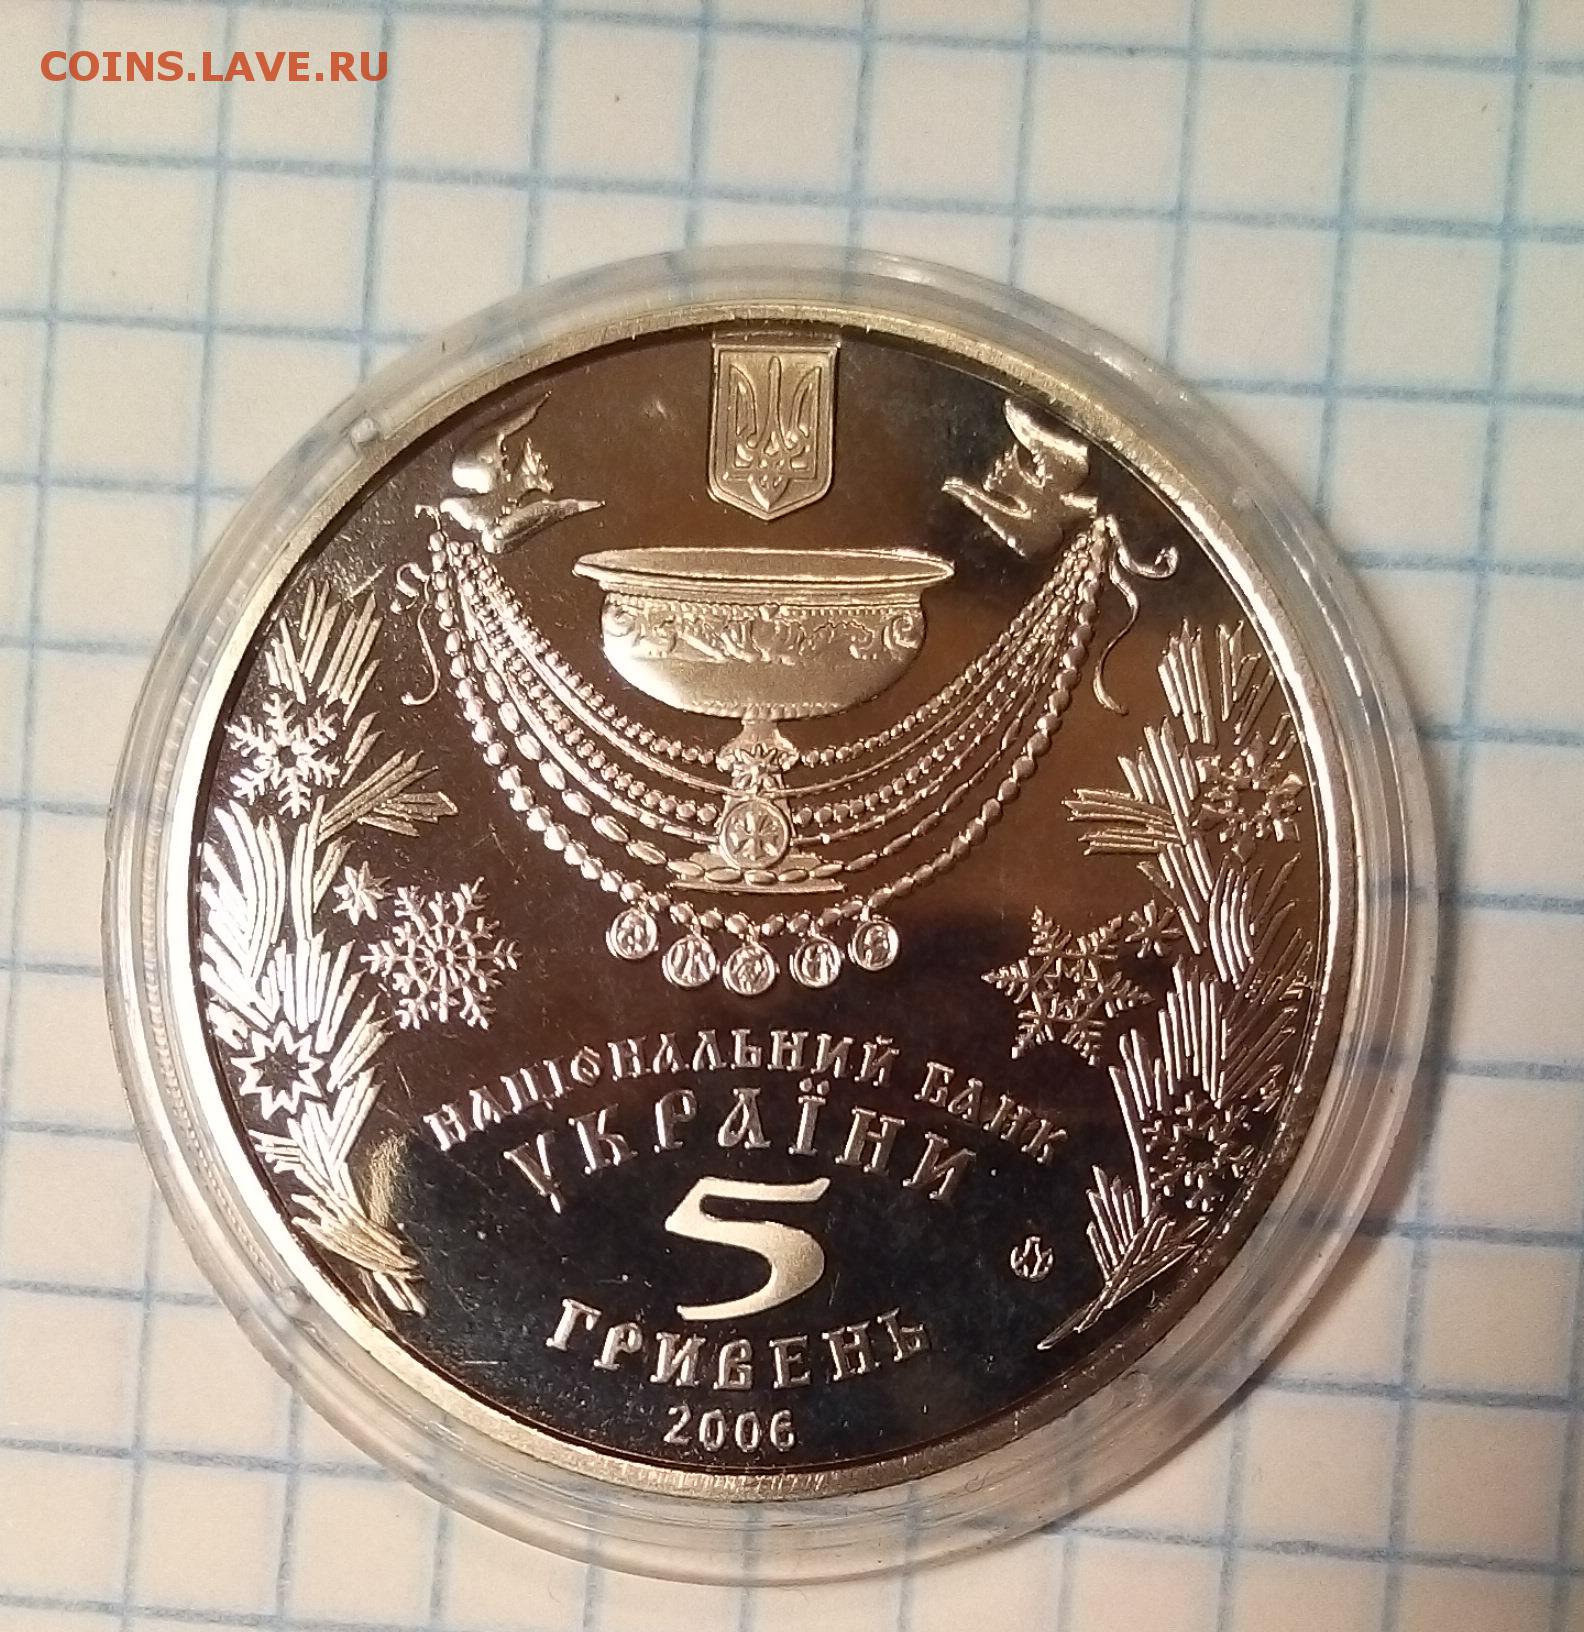 COINS.LAVE.RU
НАЦІОНАЛЬНИЙ БАНК
УКРАЇНИ
5
ГРИВЕНЬ
2006